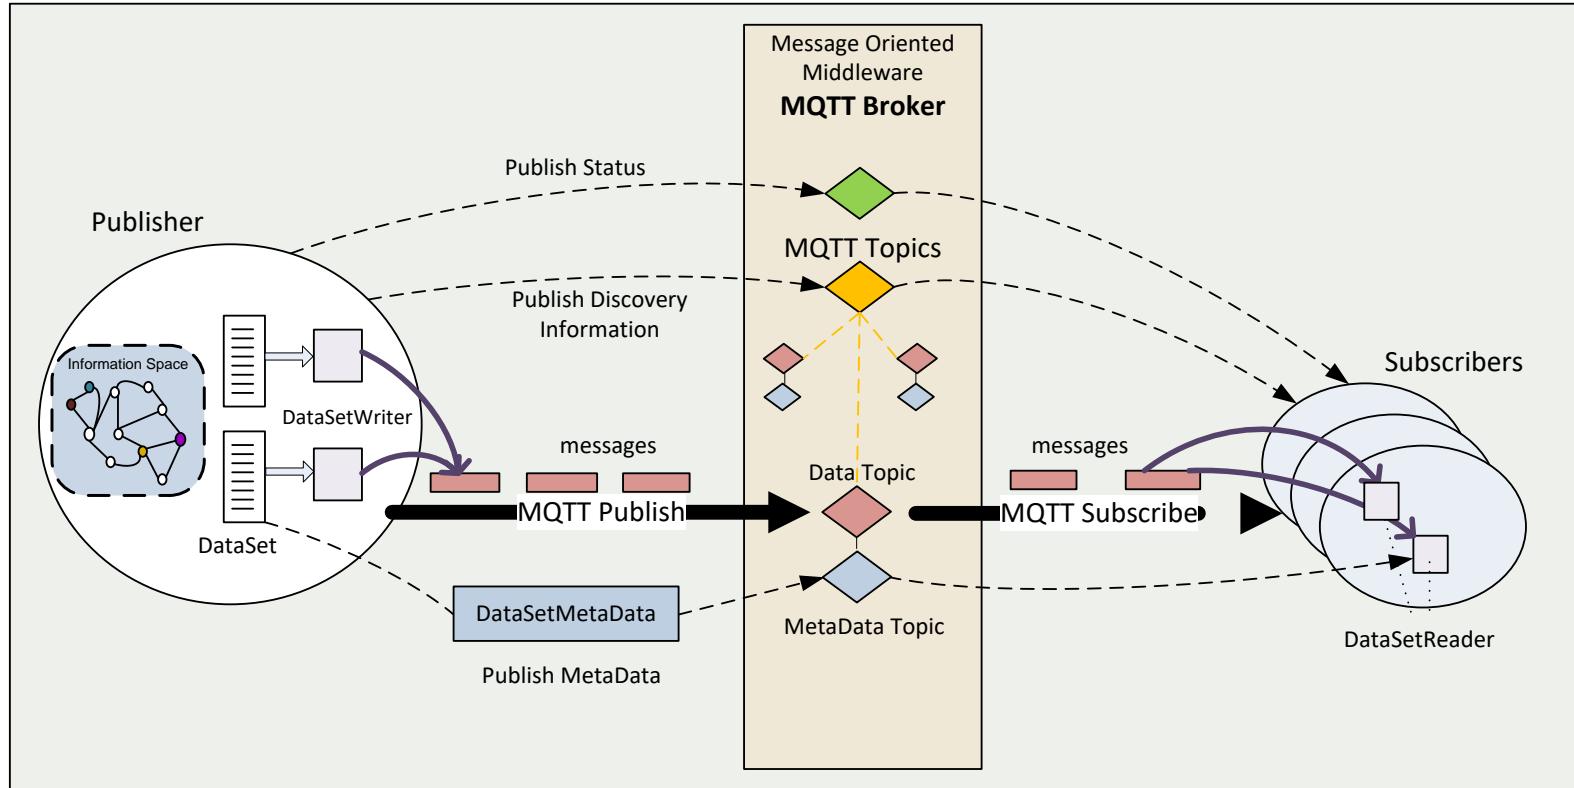 Message Oriented
Middleware
MQTT Broker
Publish Status
Publisher
MQTT Topics
Publish Discovery
Information
Information Space
DataSetWriter
Subscribers
messages
messages
Data Topic
MQTT Publish
MQTT Subscribe
DataSet
DataSetMetaData
MetaData Topic
DataSetReader
Publish MetaData